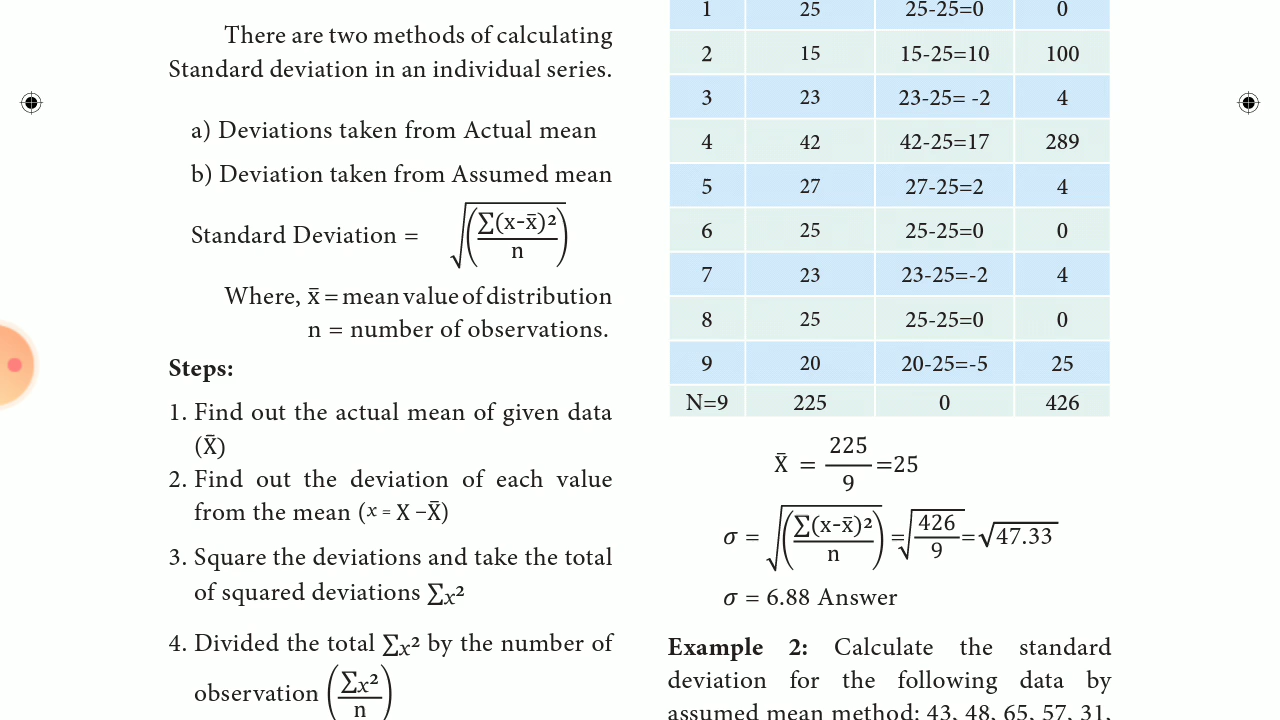 There are two methods of calculating
Standard deviation in an individual series.
a) Deviations taken from Actual mean
b) Deviation taken from Assumed mean
Standard Deviation = √(∑(x-x̄)²/n)
Where, x̄ = mean value of distribution
n = number of observations.
Steps:
1. Find out the actual mean of given data
(X̄)
2. Find out the deviation of each value
from the mean (x = X −X̄)
3. Square the deviations and take the total
of squared deviations ∑x²
4. Divided the total ∑x² by the number of
observation (∑x²/n)
1 25 25-25=0 0
2 15 15-25=10 100
3 23 23-25= -2 4
4 42 42-25=17 289
5 27 27-25=2 4
6 25 25-25=0 0
7 23 23-25=-2 4
8 25 25-25=0 0
9 20 20-25=-5 25
N=9 225 0 426
X̄ = 225/9 =25
σ = √(∑(x-x̄)²/n) =√426/9=√47.33
σ = 6.88 Answer
Example 2: Calculate the standard
deviation for the following data by
assumed mean method: 43, 48, 65, 57, 31,